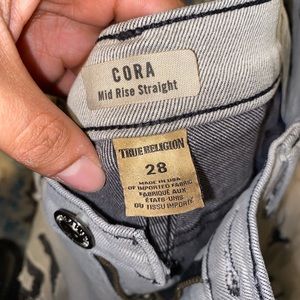 CORA
Mid Rise Straight
TRUE RELIGION
28
MADE IN USA
OF IMPORTED FABRIC
FABRIQUÉ AUX
ÉTATS-UNIS
DU TISSU IMPORTÉ